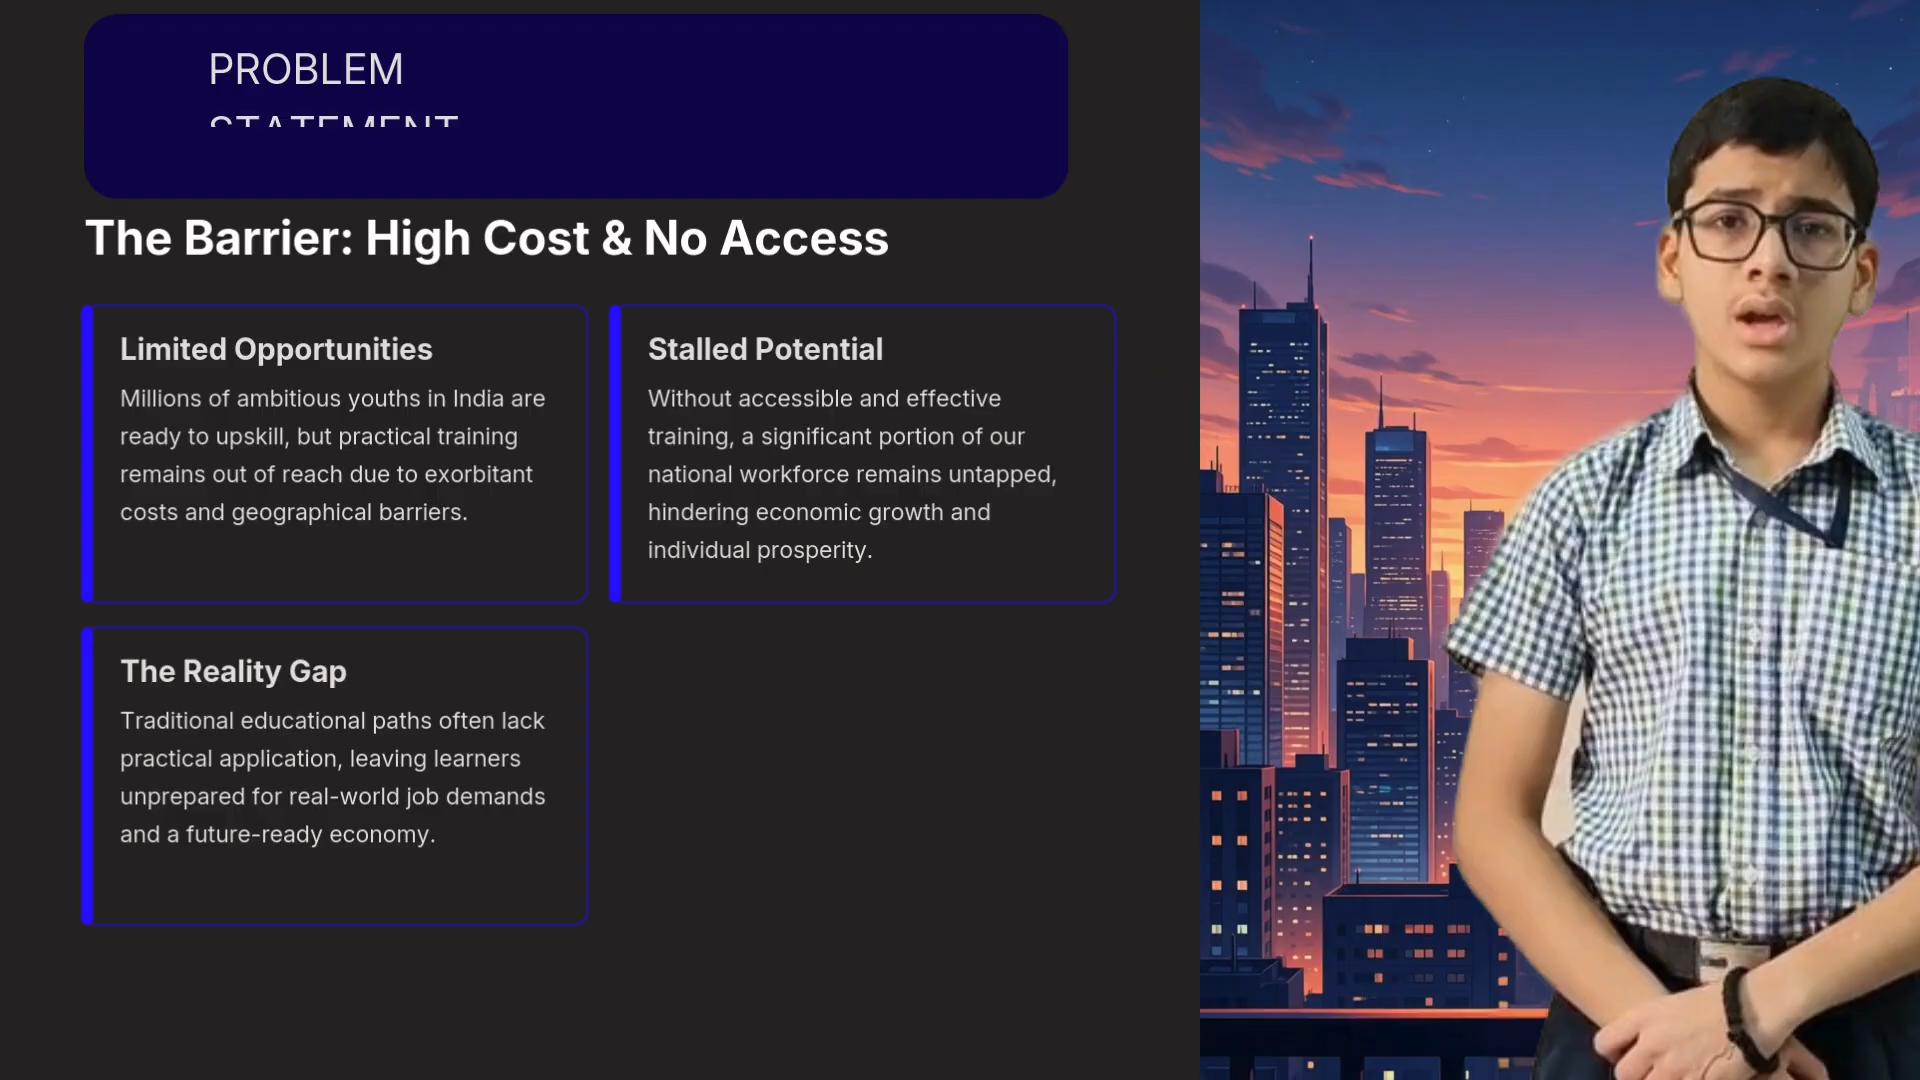 PROBLEM
STATEMENT
The Barrier: High Cost & No Access
Limited Opportunities
Millions of ambitious youths in India are
ready to upskill, but practical training
remains out of reach due to exorbitant
costs and geographical barriers.
Stalled Potential
Without accessible and effective
training, a significant portion of our
national workforce remains untapped,
hindering economic growth and
individual prosperity.
The Reality Gap
Traditional educational paths often lack
practical application, leaving learners
unprepared for real-world job demands
and a future-ready economy.